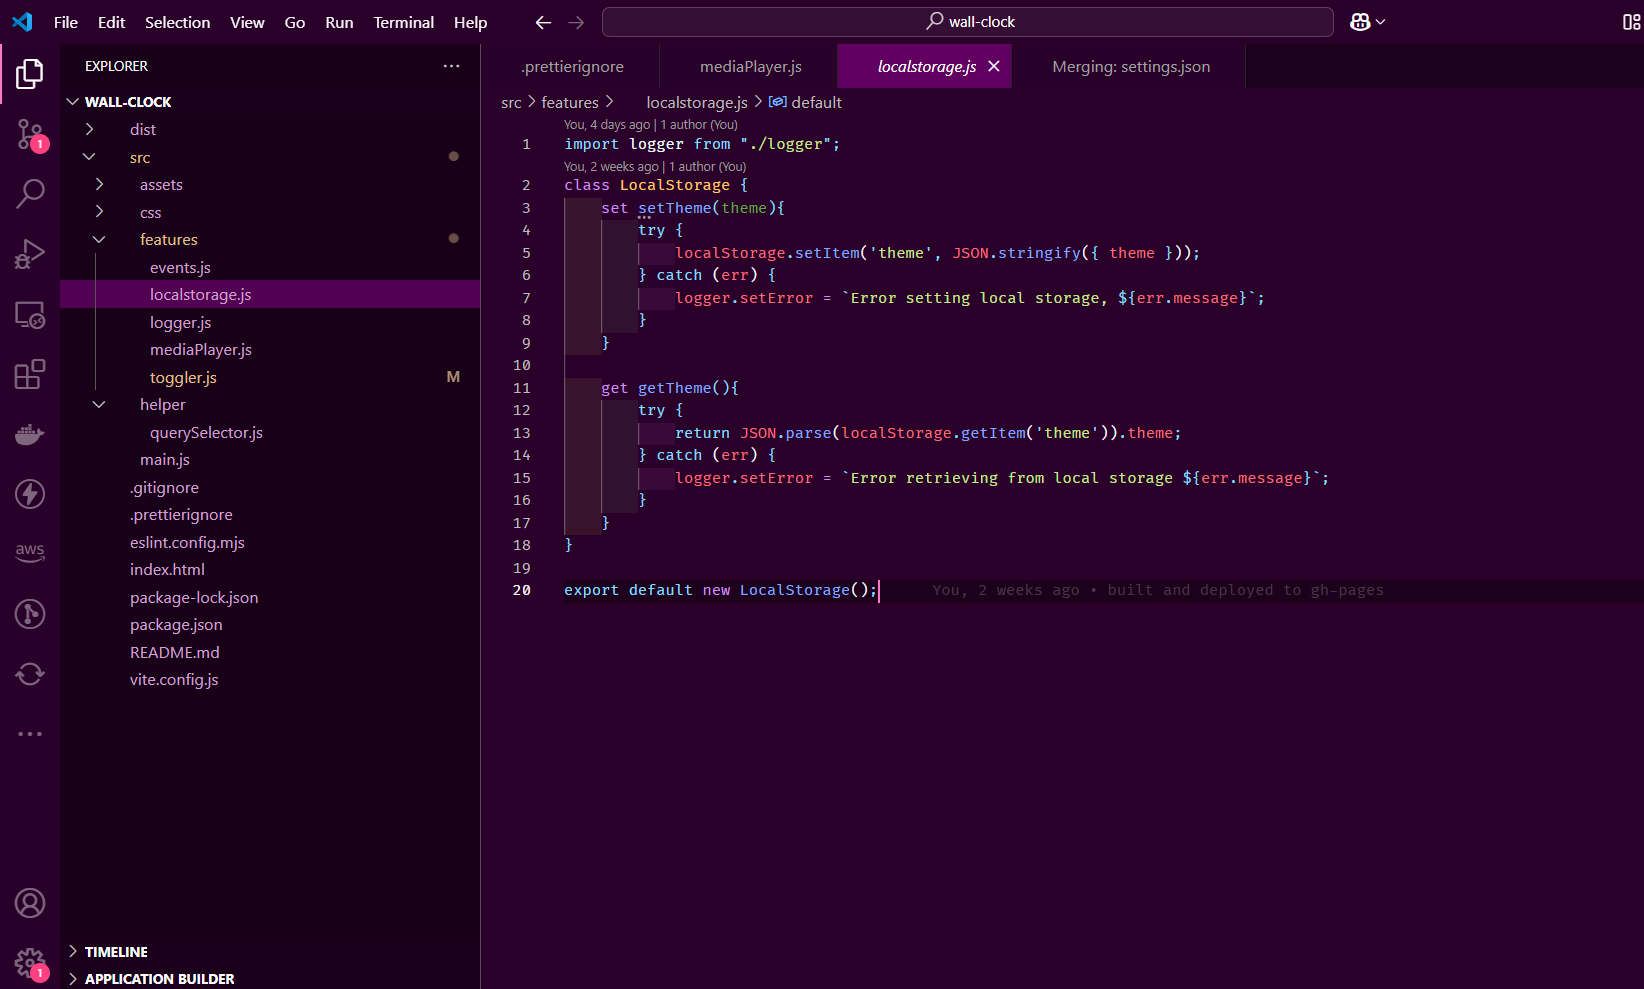 File Edit Selection View Go Run Terminal Help
wall-clock
EXPLORER
WALL-CLOCK
dist
src
assets
css
features
events.js
localstorage.js
logger.js
mediaPlayer.js
toggler.js M
helper
querySelector.js
main.js
.gitignore
.prettierignore
eslint.config.mjs
index.html
package-lock.json
package.json
README.md
vite.config.js
TIMELINE
APPLICATION BUILDER
1
aws
1
.prettierignore mediaPlayer.js localstorage.js Merging: settings.json
src > features > localstorage.js > default
You, 4 days ago | 1 author (You)
1 import logger from "./logger";
You, 2 weeks ago | 1 author (You)
2 class LocalStorage {
3 set setTheme(theme){
4 try {
5 localStorage.setItem('theme', JSON.stringify({ theme }));
6 } catch (err) {
7 logger.setError = `Error setting local storage, ${err.message}`;
8 }
9 }
10
11 get getTheme(){
12 try {
13 return JSON.parse(localStorage.getItem('theme')).theme;
14 } catch (err) {
15 logger.setError = `Error retrieving from local storage ${err.message}`;
16 }
17 }
18 }
19
20 export default new LocalStorage(); You, 2 weeks ago • built and deployed to gh-pages